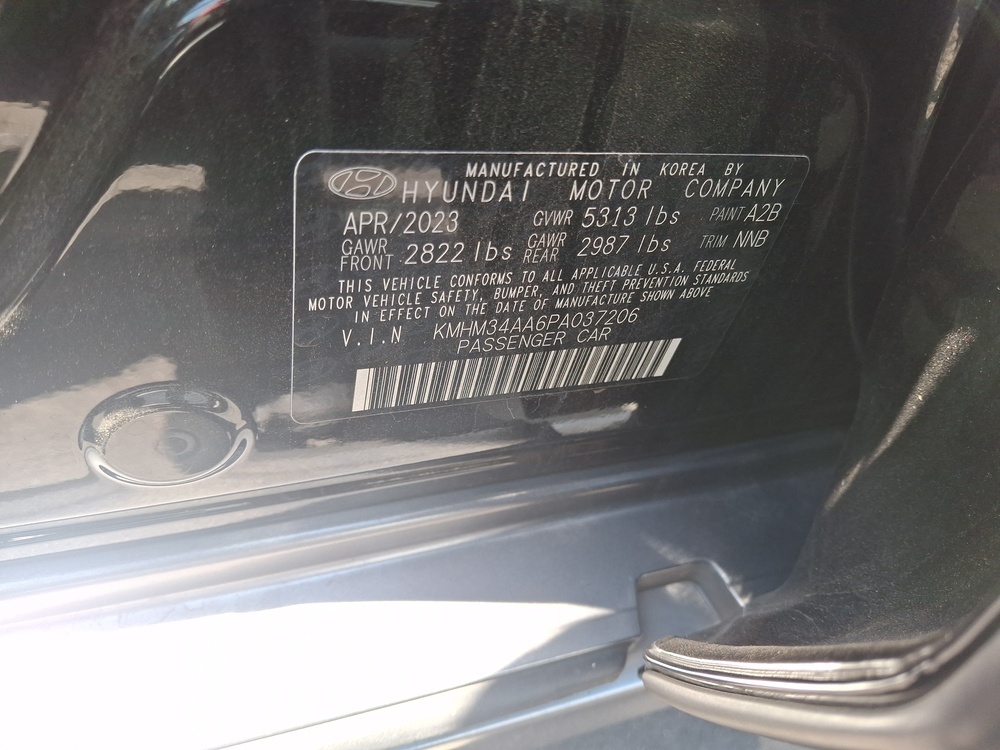 MANUFACTURED IN KOREA BY
HYUNDAI MOTOR COMPANY
APR/2023 GVWR 5313 lbs PAINT A2B
GAWR FRONT 2822 lbs GAWR REAR 2987 lbs TRIM NNB
THIS VEHICLE CONFORMS TO ALL APPLICABLE U.S.A. FEDERAL
MOTOR VEHICLE SAFETY, BUMPER, AND THEFT PREVENTION STANDARDS
IN EFFECT ON THE DATE OF MANUFACTURE SHOWN ABOVE
V.I.N KMHM34AA6PA037206
PASSENGER CAR